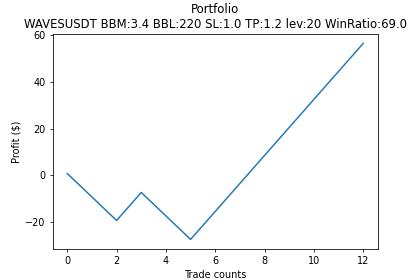 Portfolio
WAVESUSDT BBM:3.4 BBL:220 SL:1.0 TP:1.2 lev:20 WinRatio:69.0
60
40
20
0
−20
Profit ($)
0 2 4 6 8 10 12
Trade counts